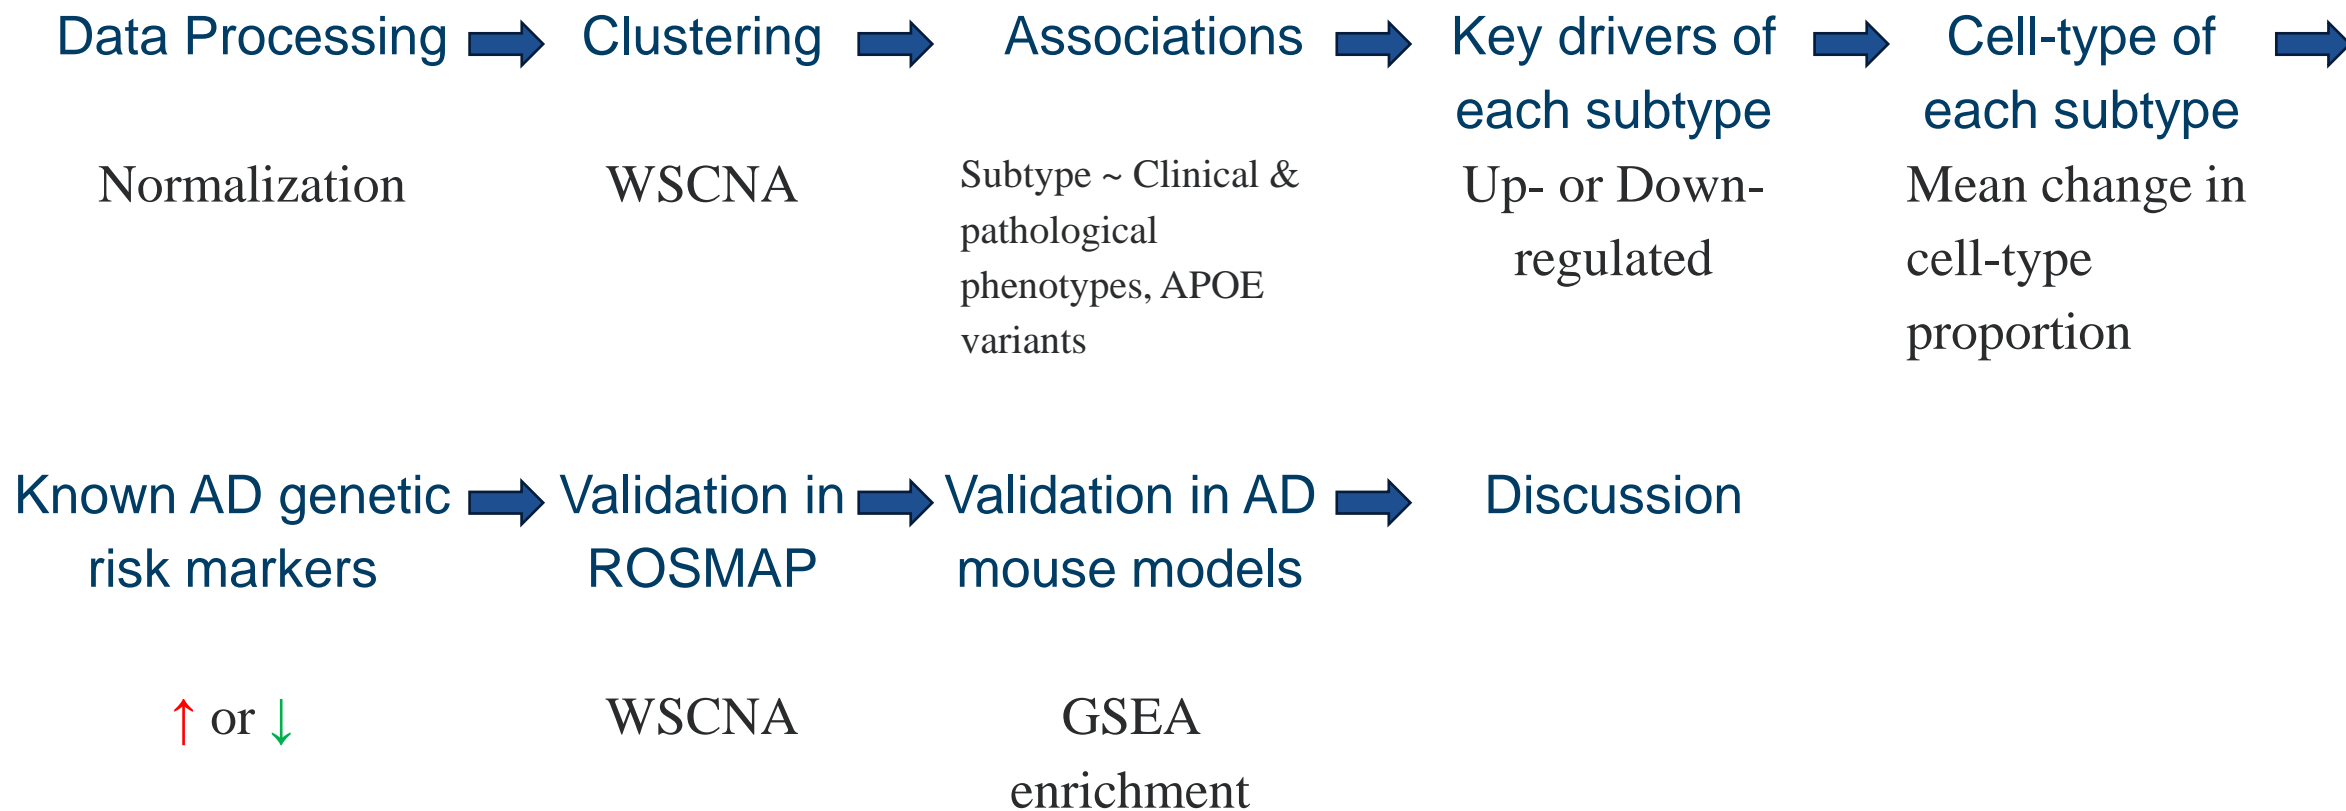 Data Processing
Clustering
Associations
Key drivers of
each subtype
Cell-type of
each subtype
Normalization
WSCNA
Subtype ~ Clinical &
pathological
phenotypes, APOE
variants
Up- or Down-
regulated
Mean change in
cell-type
proportion
Known AD genetic
risk markers
Validation in
ROSMAP
Validation in AD
mouse models
Discussion
↑ or ↓
WSCNA
GSEA
enrichment